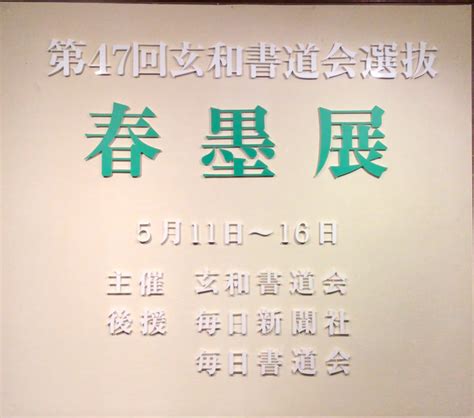 第47回玄和書道会選抜
春墨展
5月11日～16日
主催 玄和書道会
後援 毎日新聞社
毎日書道会